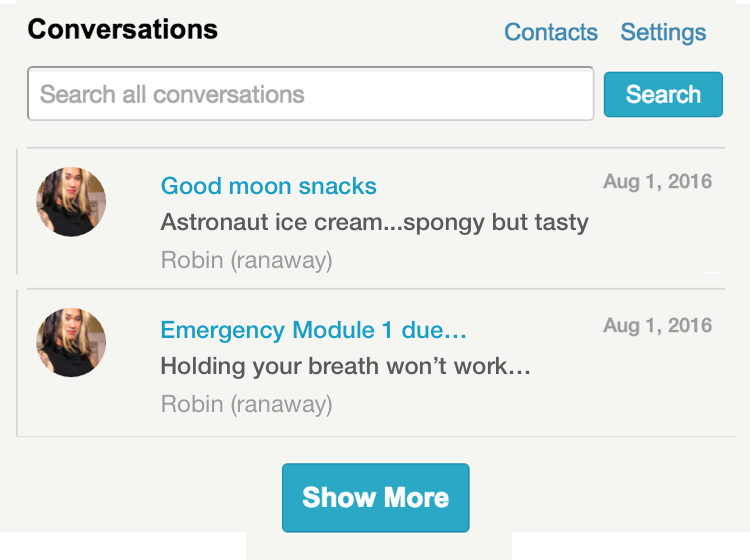 Conversations
Contacts Settings
Search all conversations
Search
Good moon snacks
Aug 1, 2016
Astronaut ice cream...spongy but tasty
Robin (ranaway)
Emergency Module 1 due…
Aug 1, 2016
Holding your breath won’t work…
Robin (ranaway)
Show More